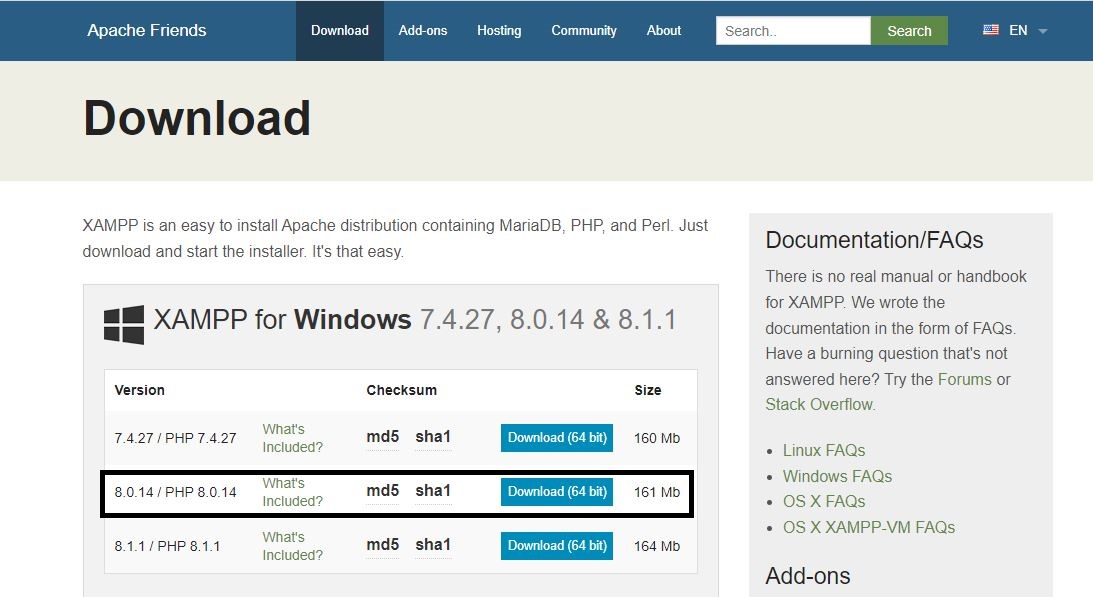 Apache Friends Download Add-ons Hosting Community About Search.. Search EN
Download
XAMPP is an easy to install Apache distribution containing MariaDB, PHP, and Perl. Just
download and start the installer. It's that easy.
XAMPP for Windows 7.4.27, 8.0.14 & 8.1.1
Version Checksum Size
7.4.27 / PHP 7.4.27 What's Included? md5 sha1 Download (64 bit) 160 Mb
8.0.14 / PHP 8.0.14 What's Included? md5 sha1 Download (64 bit) 161 Mb
8.1.1 / PHP 8.1.1 What's Included? md5 sha1 Download (64 bit) 164 Mb
Documentation/FAQs
There is no real manual or handbook
for XAMPP. We wrote the
documentation in the form of FAQs.
Have a burning question that's not
answered here? Try the Forums or
Stack Overflow.
Linux FAQs
Windows FAQs
OS X FAQs
OS X XAMPP-VM FAQs
Add-ons